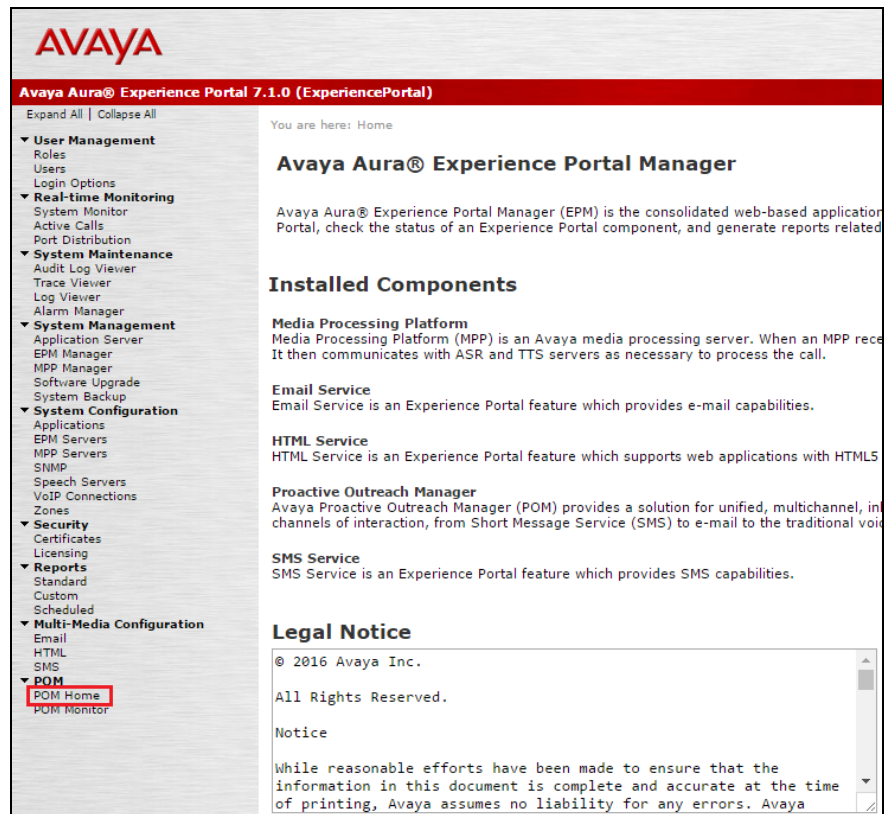 AVAYA
Avaya Aura® Experience Portal 7.1.0 (ExperiencePortal)
Expand All | Collapse All
▼ User Management
Roles
Users
Login Options
▼ Real-time Monitoring
System Monitor
Active Calls
Port Distribution
▼ System Maintenance
Audit Log Viewer
Trace Viewer
Log Viewer
Alarm Manager
▼ System Management
Application Server
EPM Manager
MPP Manager
Software Upgrade
System Backup
▼ System Configuration
Applications
EPM Servers
MPP Servers
SNMP
Speech Servers
VoIP Connections
Zones
▼ Security
Certificates
Licensing
▼ Reports
Standard
Custom
Scheduled
▼ Multi-Media Configuration
Email
HTML
SMS
▼ POM
POM Home
POM Monitor
You are here: Home
Avaya Aura® Experience Portal Manager
Avaya Aura® Experience Portal Manager (EPM) is the consolidated web-based application
Portal, check the status of an Experience Portal component, and generate reports related
Installed Components
Media Processing Platform
Media Processing Platform (MPP) is an Avaya media processing server. When an MPP rece
It then communicates with ASR and TTS servers as necessary to process the call.
Email Service
Email Service is an Experience Portal feature which provides e-mail capabilities.
HTML Service
HTML Service is an Experience Portal feature which supports web applications with HTML5
Proactive Outreach Manager
Avaya Proactive Outreach Manager (POM) provides a solution for unified, multichannel, in
channels of interaction, from Short Message Service (SMS) to e-mail to the traditional voi
SMS Service
SMS Service is an Experience Portal feature which provides SMS capabilities.
Legal Notice
© 2016 Avaya Inc.
All Rights Reserved.
Notice
While reasonable efforts have been made to ensure that the
information in this document is complete and accurate at the time
of printing, Avaya assumes no liability for any errors. Avaya